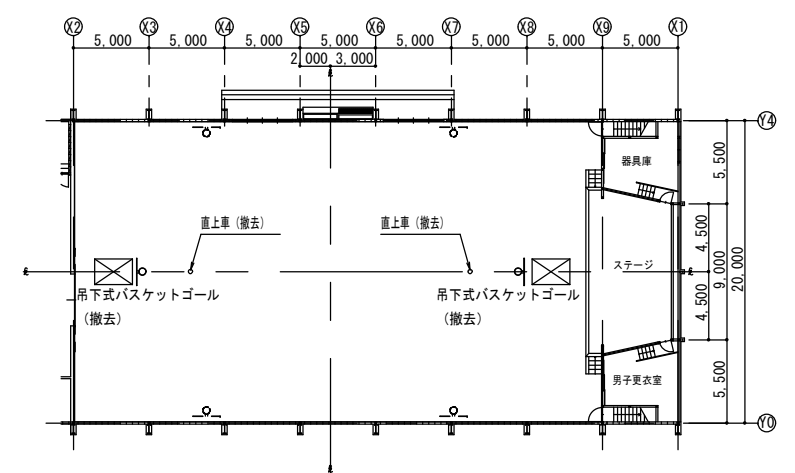 X2 X3 X4 X5 X6 X7 X8 X9 X1
5,000 5,000 5,000 5,000 5,000 5,000 5,000 5,000
2,000 3,000
Y4
器具庫
5,500
直上車（撤去）
直上車（撤去）
4,500
ステージ
9,000
20,000
吊下式バスケットゴール
（撤去）
吊下式バスケットゴール
（撤去）
4,500
男子更衣室
5,500
Y0